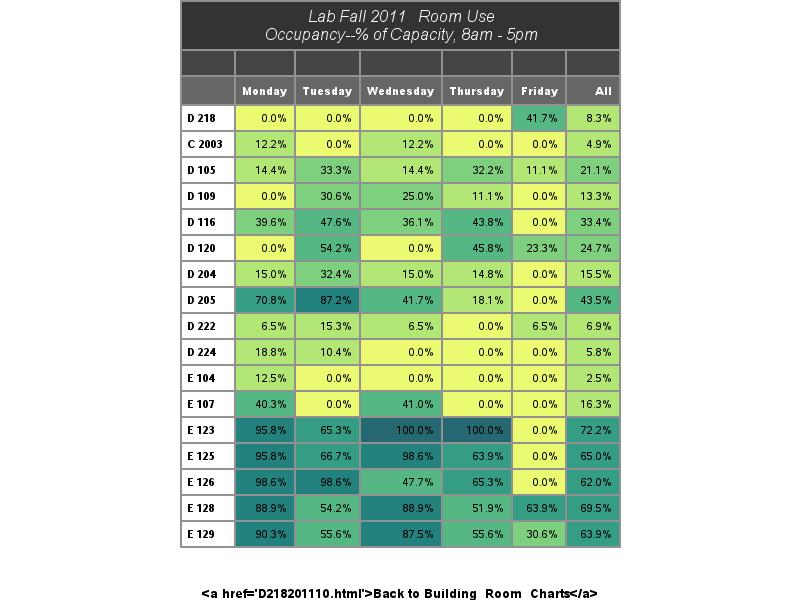 Lab Fall 2011 Room Use
Occupancy--% of Capacity, 8am - 5pm
Monday Tuesday Wednesday Thursday Friday All
D 218 0.0% 0.0% 0.0% 0.0% 41.7% 8.3%
C 2003 12.2% 0.0% 12.2% 0.0% 0.0% 4.9%
D 105 14.4% 33.3% 14.4% 32.2% 11.1% 21.1%
D 109 0.0% 30.6% 25.0% 11.1% 0.0% 13.3%
D 116 39.6% 47.6% 36.1% 43.8% 0.0% 33.4%
D 120 0.0% 54.2% 0.0% 45.8% 23.3% 24.7%
D 204 15.0% 32.4% 15.0% 14.8% 0.0% 15.5%
D 205 70.8% 87.2% 41.7% 18.1% 0.0% 43.5%
D 222 6.5% 15.3% 6.5% 0.0% 6.5% 6.9%
D 224 18.8% 10.4% 0.0% 0.0% 0.0% 5.8%
E 104 12.5% 0.0% 0.0% 0.0% 0.0% 2.5%
E 107 40.3% 0.0% 41.0% 0.0% 0.0% 16.3%
E 123 95.8% 65.3% 100.0% 100.0% 0.0% 72.2%
E 125 95.8% 66.7% 98.6% 63.9% 0.0% 65.0%
E 126 98.6% 98.6% 47.7% 65.3% 0.0% 62.0%
E 128 88.9% 54.2% 88.9% 51.9% 63.9% 69.5%
E 129 90.3% 55.6% 87.5% 55.6% 30.6% 63.9%
<a href='D218201110.html'>Back to Building_Room_Charts</a>